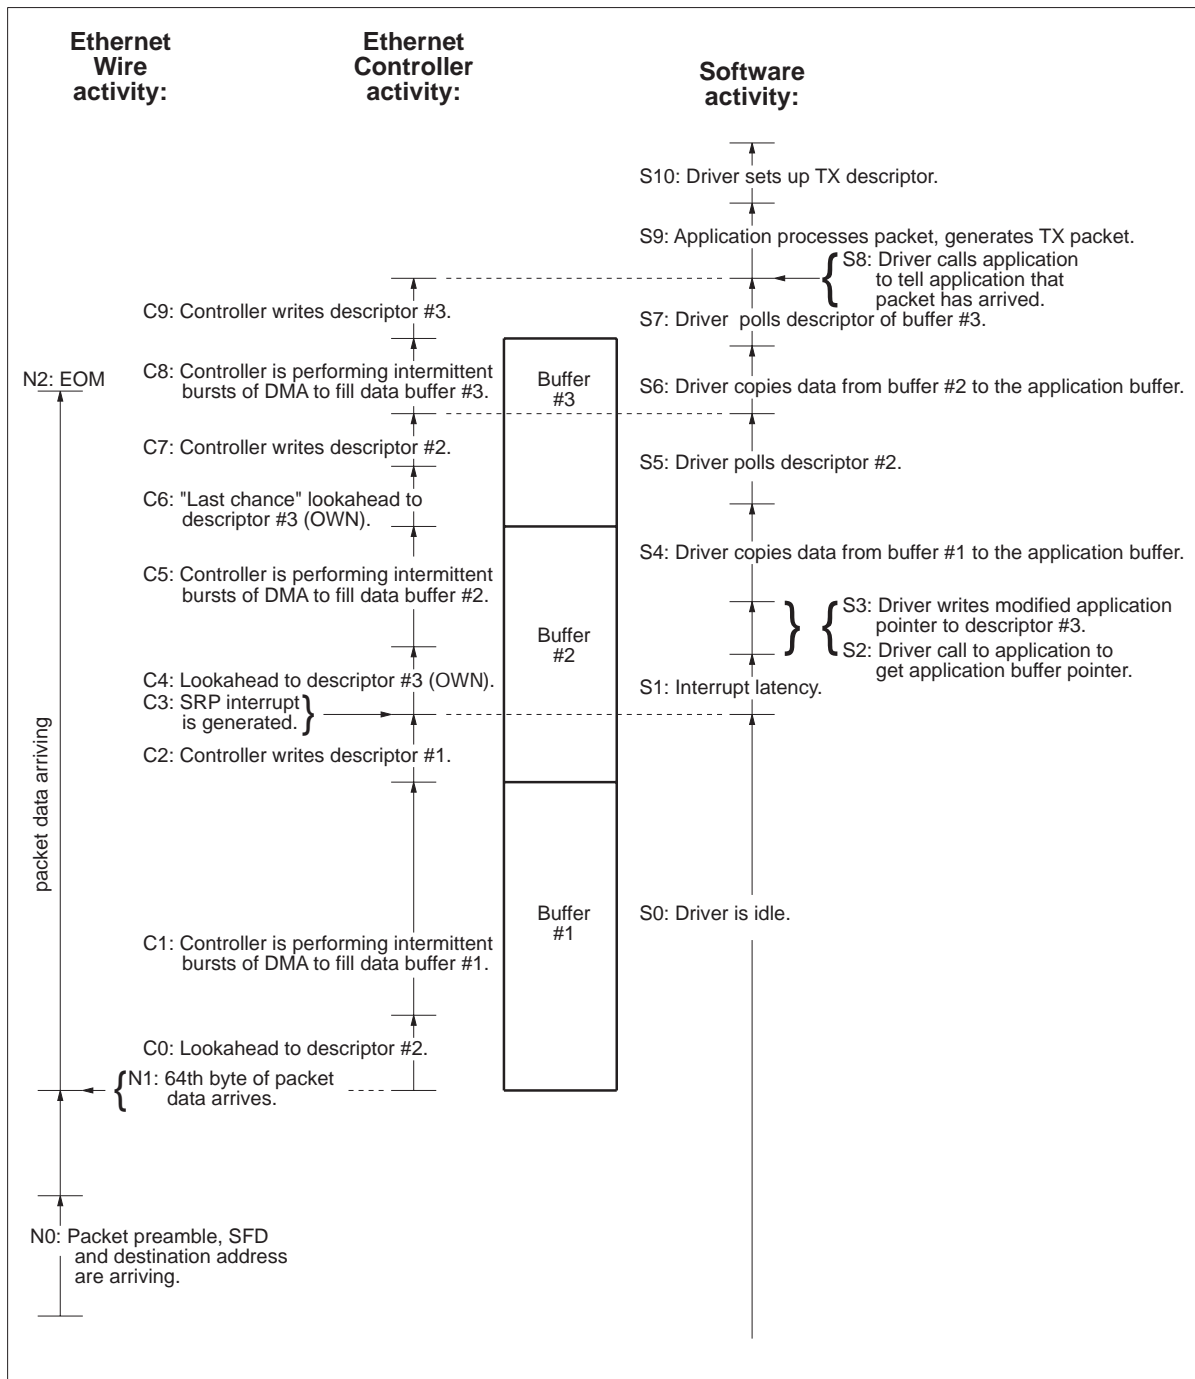 Ethernet
Wire
activity:
Ethernet
Controller
activity:
Software
activity:
S10: Driver sets up TX descriptor.
S9: Application processes packet, generates TX packet.
S8: Driver calls application
to tell application that
packet has arrived.
C9: Controller writes descriptor #3.
S7: Driver polls descriptor of buffer #3.
N2: EOM
C8: Controller is performing intermittent
bursts of DMA to fill data buffer #3.
Buffer
#3
S6: Driver copies data from buffer #2 to the application buffer.
C7: Controller writes descriptor #2.
S5: Driver polls descriptor #2.
C6: "Last chance" lookahead to
descriptor #3 (OWN).
S4: Driver copies data from buffer #1 to the application buffer.
C5: Controller is performing intermittent
bursts of DMA to fill data buffer #2.
Buffer
#2
S3: Driver writes modified application
pointer to descriptor #3.
S2: Driver call to application to
get application buffer pointer.
C4: Lookahead to descriptor #3 (OWN).
S1: Interrupt latency.
C3: SRP interrupt
is generated.
C2: Controller writes descriptor #1.
packet data arriving
Buffer
#1
S0: Driver is idle.
C1: Controller is performing intermittent
bursts of DMA to fill data buffer #1.
C0: Lookahead to descriptor #2.
N1: 64th byte of packet
data arrives.
N0: Packet preamble, SFD
and destination address
are arriving.